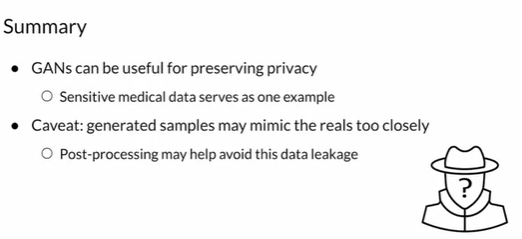 Summary
• GANs can be useful for preserving privacy
○ Sensitive medical data serves as one example
• Caveat: generated samples may mimic the reals too closely
○ Post-processing may help avoid this data leakage
?